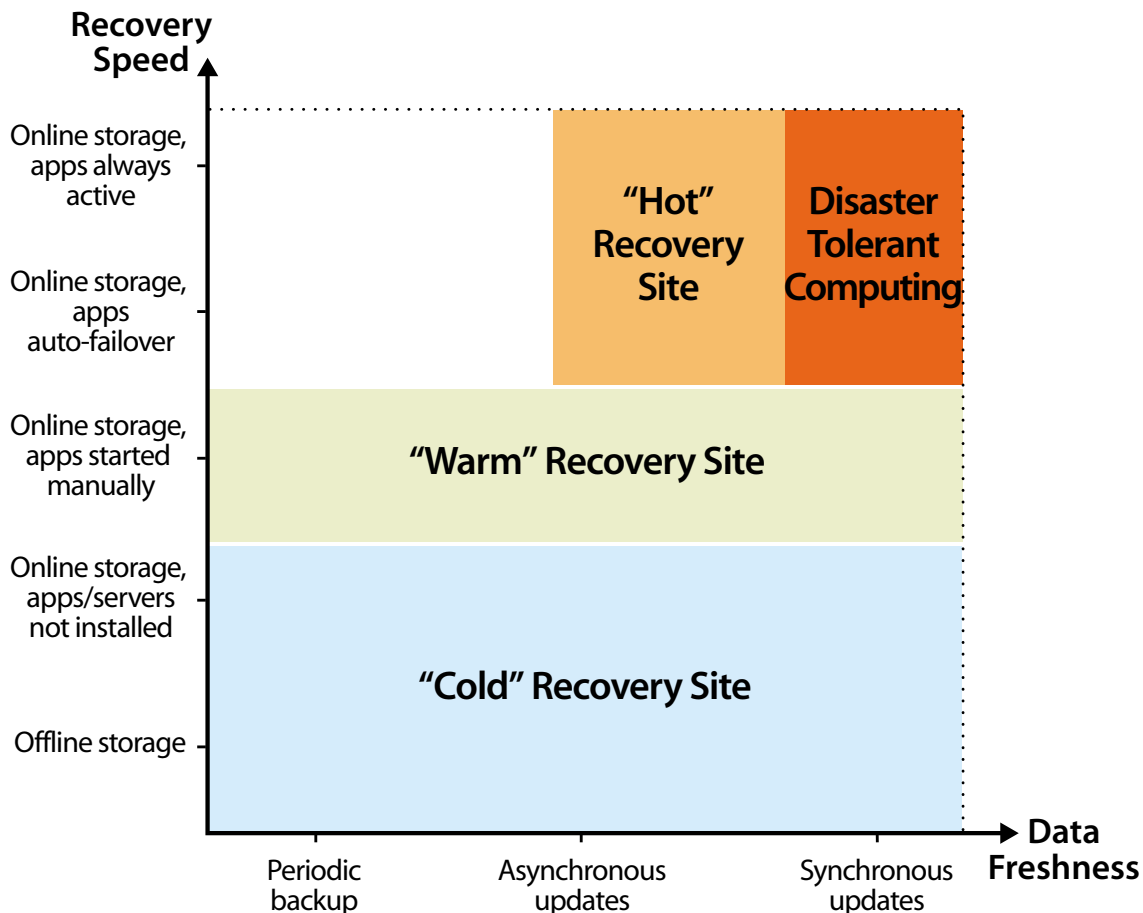 Recovery
Speed
Online storage,
apps always
active
Online storage,
apps
auto-failover
Online storage,
apps started
manually
Online storage,
apps/servers
not installed
Offline storage
“Hot”
Recovery
Site
Disaster
Tolerant
Computing
“Warm” Recovery Site
“Cold” Recovery Site
Periodic
backup
Asynchronous
updates
Synchronous
updates
Data
Freshness